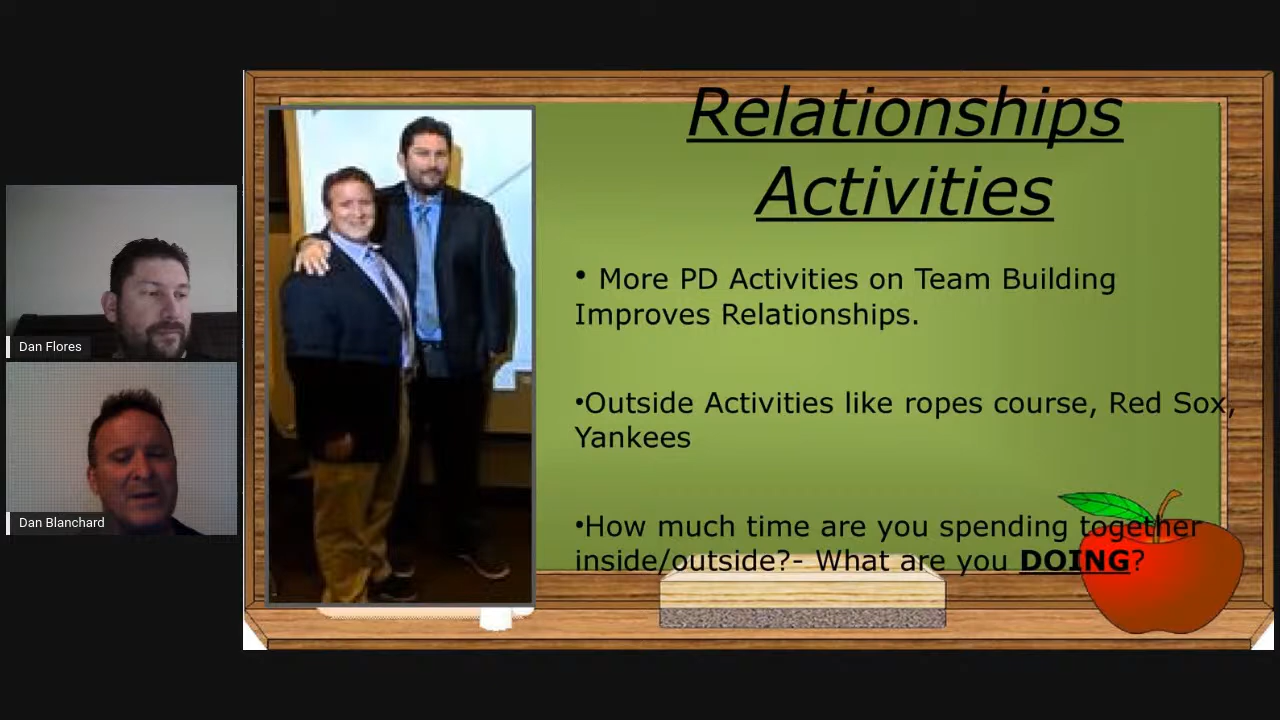 Relationships
Activities
• More PD Activities on Team Building
Improves Relationships.
•Outside Activities like ropes course, Red Sox,
Yankees
•How much time are you spending together
inside/outside?- What are you DOING?
Dan Flores
Dan Blanchard